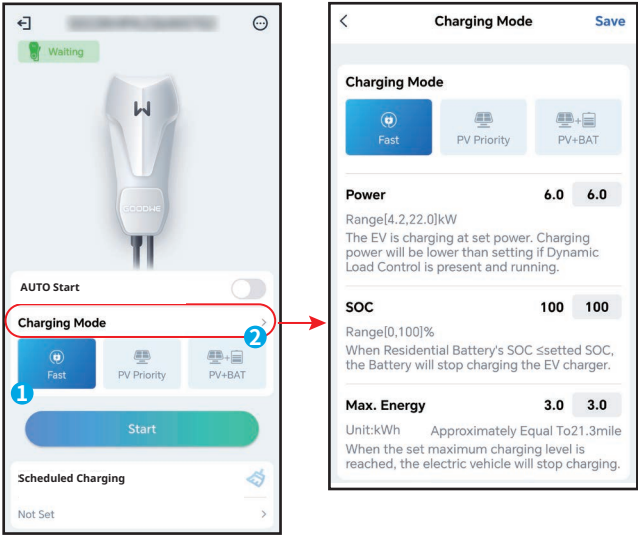 Waiting
GOODWE
AUTO Start
Charging Mode
2
Fast
PV Priority
PV+BAT
1
Start
Scheduled Charging
Not Set
Charging Mode
Save
Charging Mode
Fast
PV Priority
PV+BAT
Power 6.0 6.0
Range[4.2,22.0]kW
The EV is charging at set power. Charging
power will be lower than setting if Dynamic
Load Control is present and running.
SOC 100 100
Range[0,100]%
When Residential Battery's SOC ≤setted SOC,
the Battery will stop charging the EV charger.
Max. Energy 3.0 3.0
Unit:kWh Approximately Equal To21.3mile
When the set maximum charging level is
reached, the electric vehicle will stop charging.